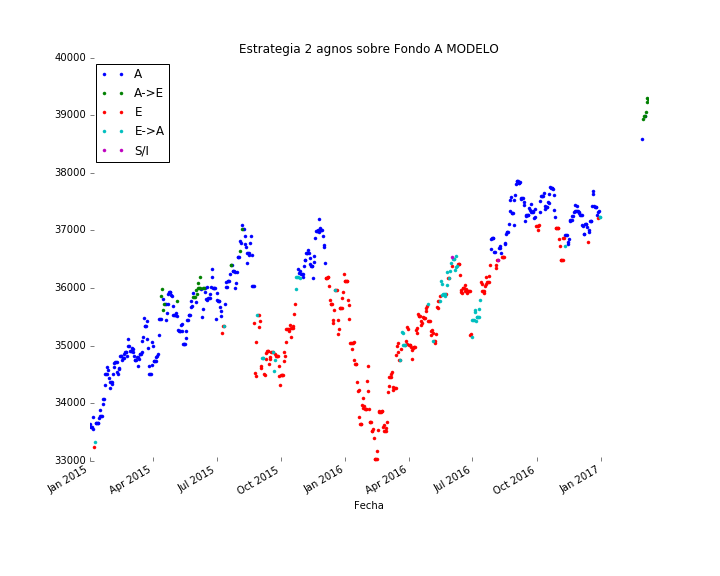 Estrategia 2 agnos sobre Fondo A MODELO
40000
39000
38000
37000
36000
35000
34000
33000
A
A->E
E
E->A
S/I
Jan 2015
Apr 2015
Jul 2015
Oct 2015
Jan 2016
Apr 2016
Jul 2016
Oct 2016
Jan 2017
Fecha